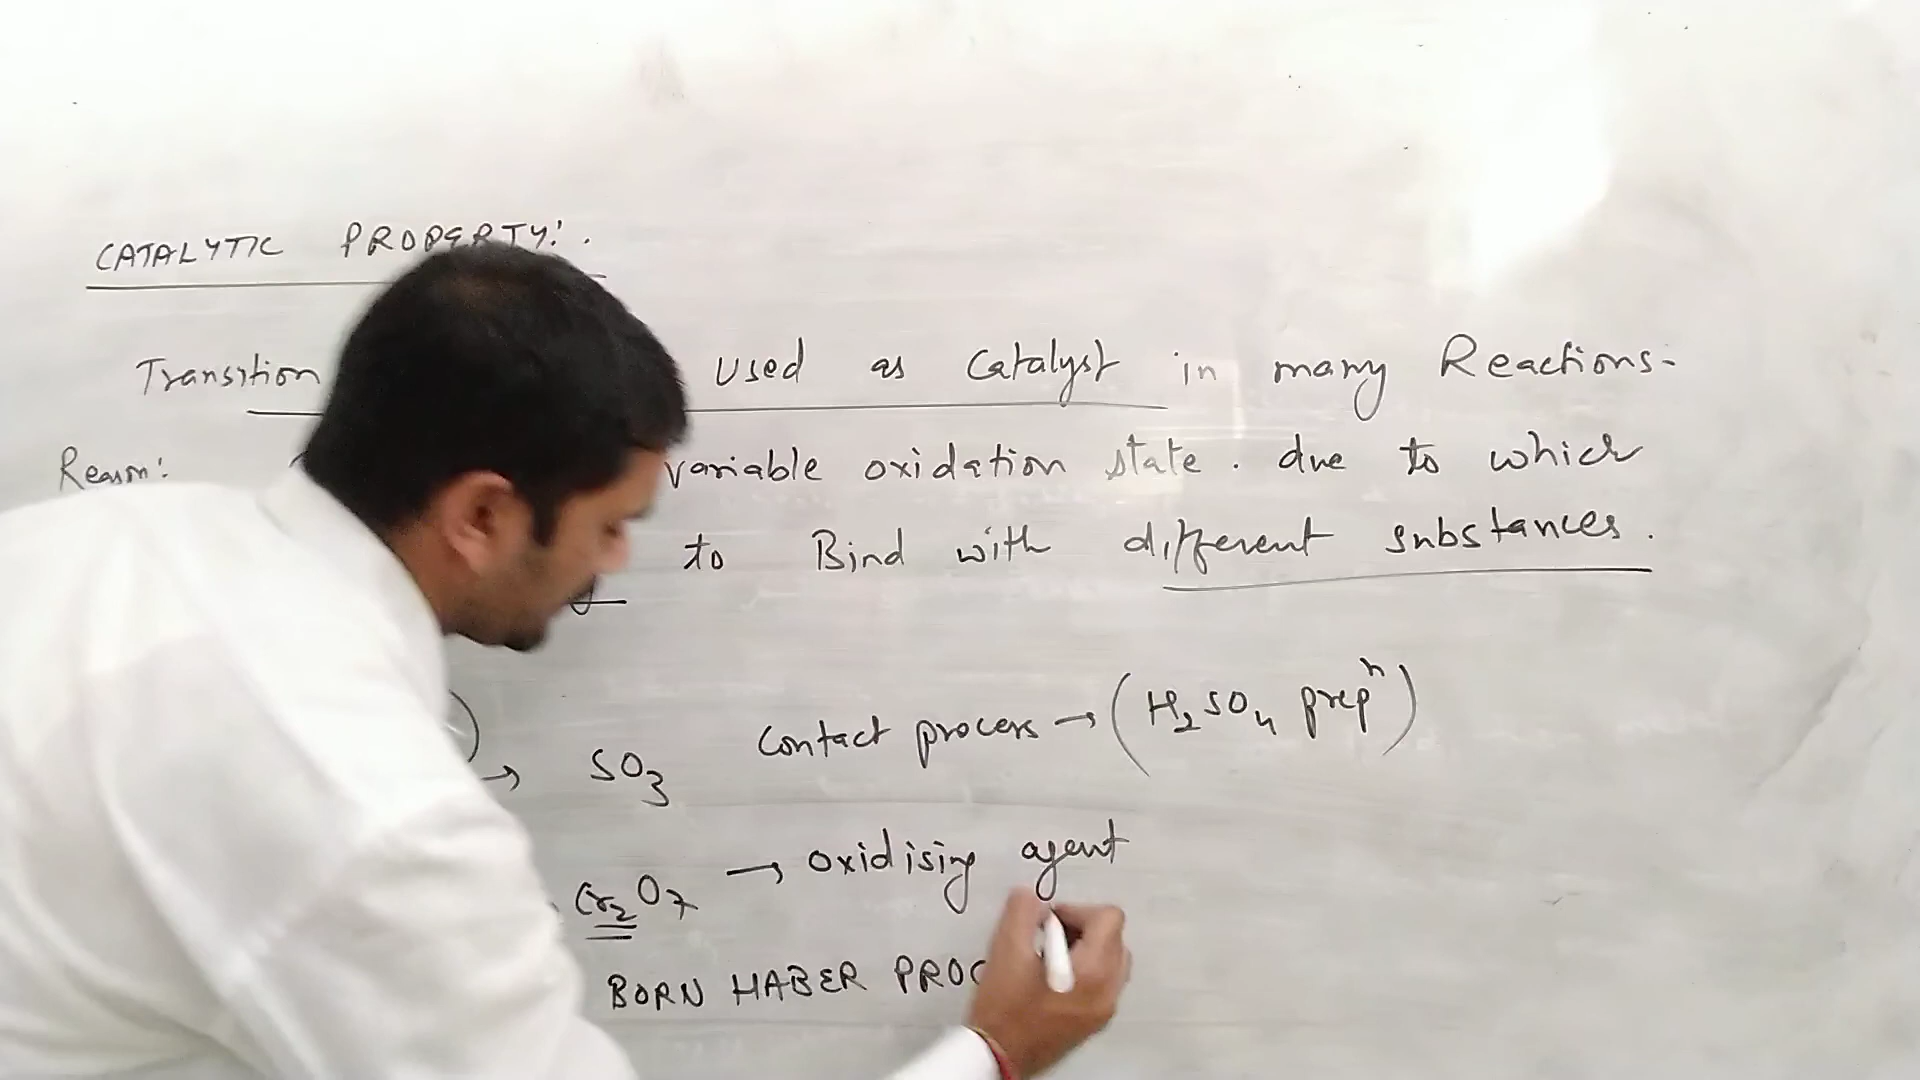 CATALYTIC PROPERTY:.
Transition used as catalyst in many Reactions-
Reason: variable oxidation state. due to which
to Bind with different substances.
→ SO3 Contact process → (H2SO4 prepn)
Cr2O7 → oxidising agent
BORN HABER PROC